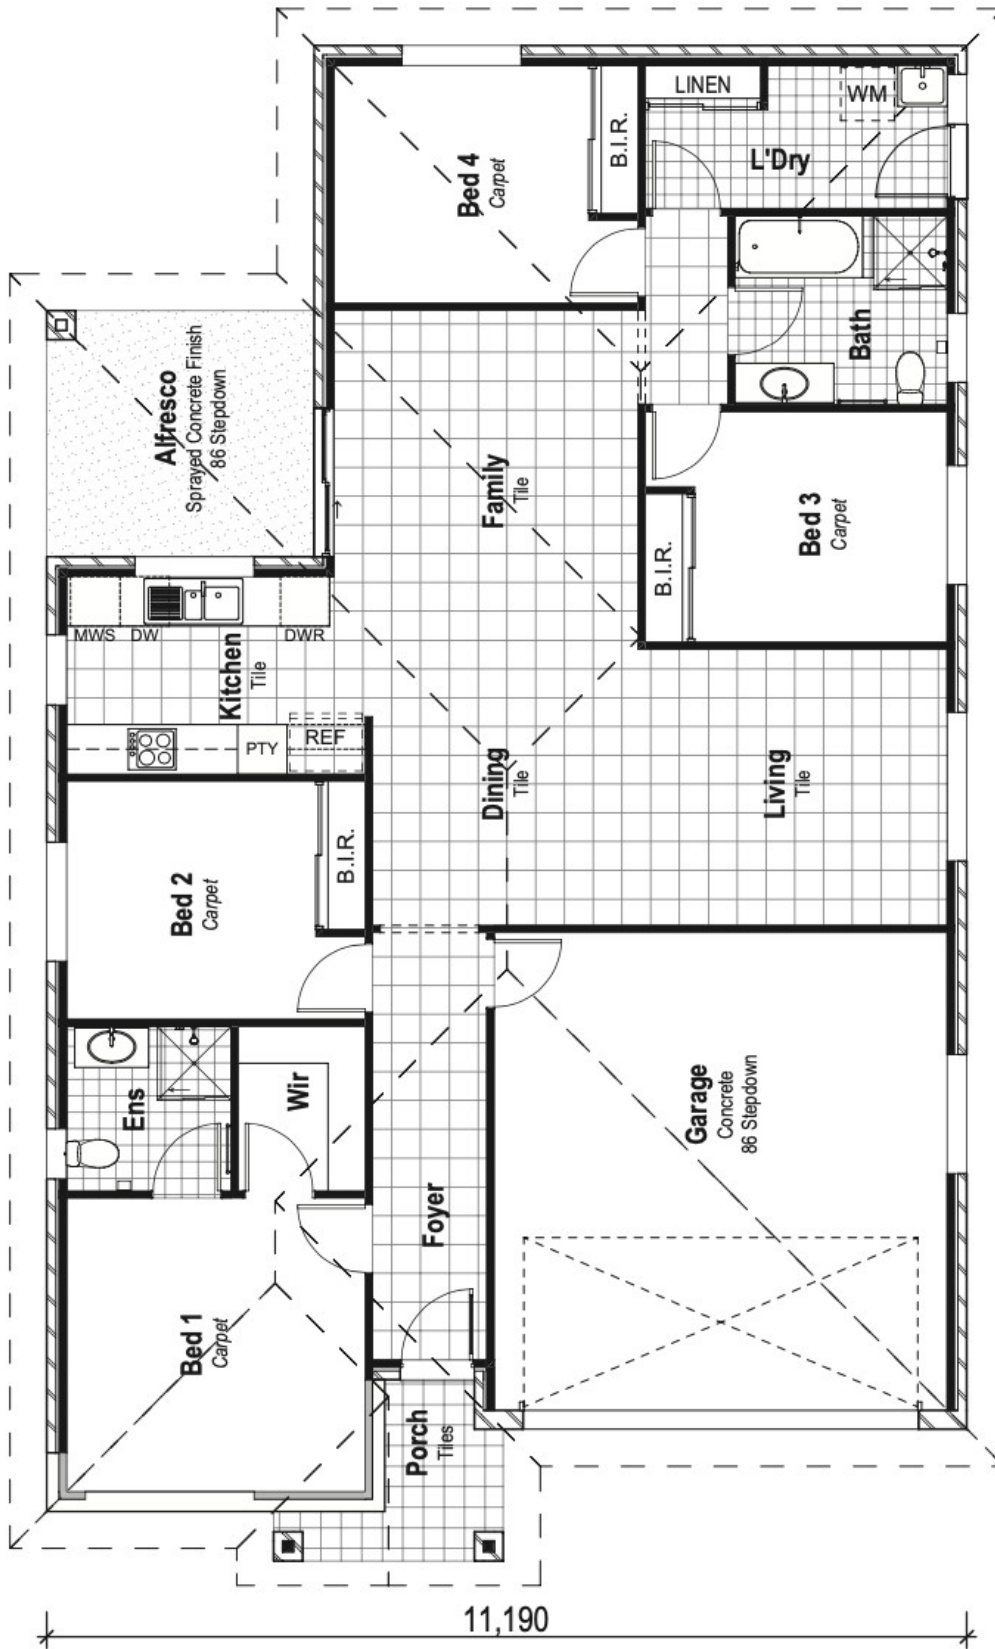 LINEN
WM
B.I.R.
L'Dry
Bed 4
Carpet
Alfresco
Sprayed Concrete Finish
86 Stepdown
Bath
Family
Tile
Bed 3
Carpet
B.I.R.
MWS
DW
DWR
Kitchen
Tile
PTY
REF
Dining
Tile
Living
Tile
Bed 2
Carpet
B.I.R.
Ens
Wir
Garage
Concrete
86 Stepdown
Foyer
Bed 1
Carpet
Porch
Tiles
11,190